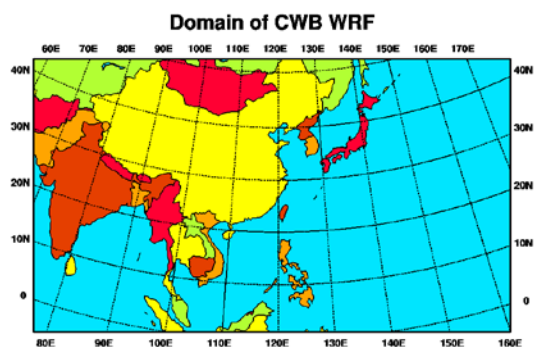 Domain of CWB WRF
60E 70E 80E 90E 100E 110E 120E 130E 140E 150E 160E 170E
40N 40N
30N 30N
20N 20N
10N 10N
0 0
80E 90E 100E 110E 120E 130E 140E 150E 160E